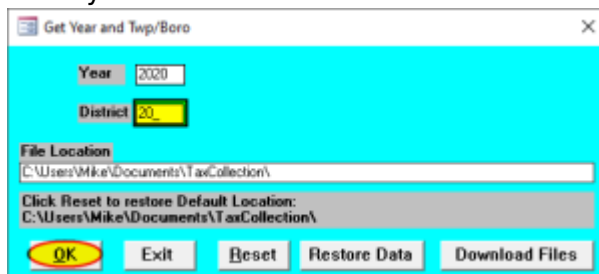 Get Year and Twp/Boro
Year 2020
District 20_
File Location
C:\Users\Mike\Documents\TaxCollection\
Click Reset to restore Default Location:
C:\Users\Mike\Documents\TaxCollection\
OK Exit Reset Restore Data Download Files